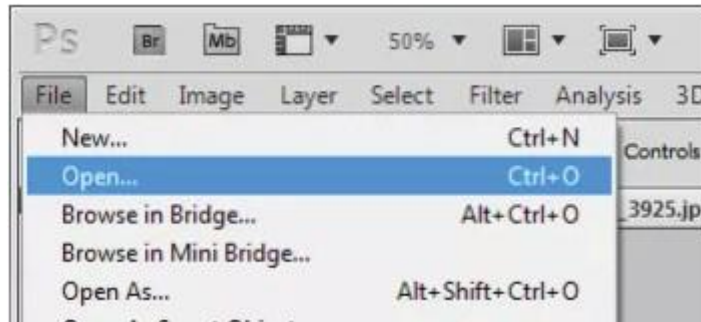 Ps Br Mb 50%
File Edit Image Layer Select Filter Analysis 3D
New... Ctrl+N
Controls
Open... Ctrl+O
Browse in Bridge... Alt+Ctrl+O
_3925.jp
Browse in Mini Bridge...
Open As... Alt+Shift+Ctrl+O